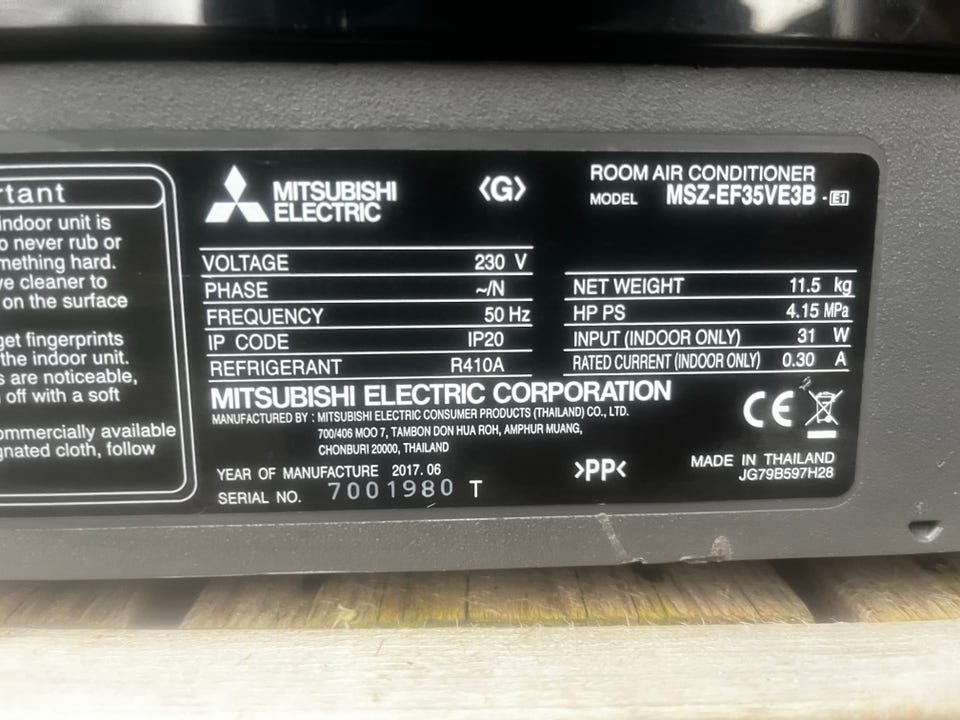 rtant
indoor unit is
o never rub or
mething hard.
ve cleaner to
on the surface
get fingerprints
the indoor unit.
s are noticeable,
off with a soft
ommercially available
gnated cloth, follow
MITSUBISHI
ELECTRIC
<G>
ROOM AIR CONDITIONER
MODEL MSZ-EF35VE3B -E1
VOLTAGE 230 V
PHASE ~/N
FREQUENCY 50 Hz
IP CODE IP20
REFRIGERANT R410A
NET WEIGHT 11.5 kg
HP PS 4.15 MPa
INPUT (INDOOR ONLY) 31 W
RATED CURRENT (INDOOR ONLY) 0.30 A
MITSUBISHI ELECTRIC CORPORATION
MANUFACTURED BY : MITSUBISHI ELECTRIC CONSUMER PRODUCTS (THAILAND) CO., LTD.
700/406 MOO 7, TAMBON DON HUA ROH, AMPHUR MUANG,
CHONBURI 20000, THAILAND
YEAR OF MANUFACTURE 2017. 06
SERIAL NO. 7001980 T
>PP<
CE
MADE IN THAILAND
JG79B597H28